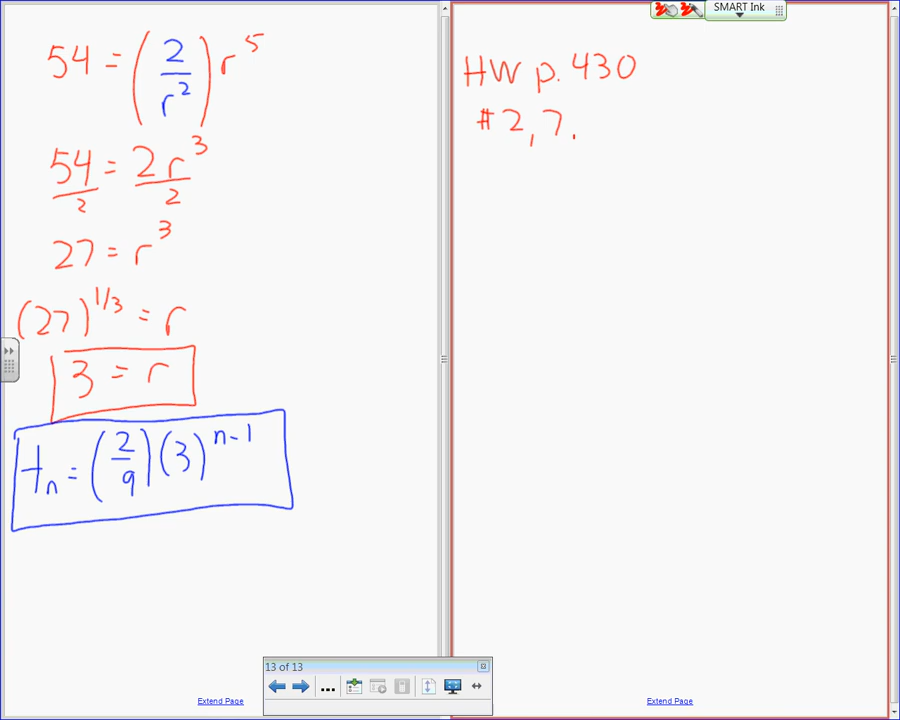 54 = (2/r²) r⁵
54/2 = 2r³/2
27 = r³
(27)^1/3 = r
3 = r
tn = (2/9)(3)^n-1
Extend Page
SMART Ink
HW p. 430
#2, 7.
Extend Page
13 of 13